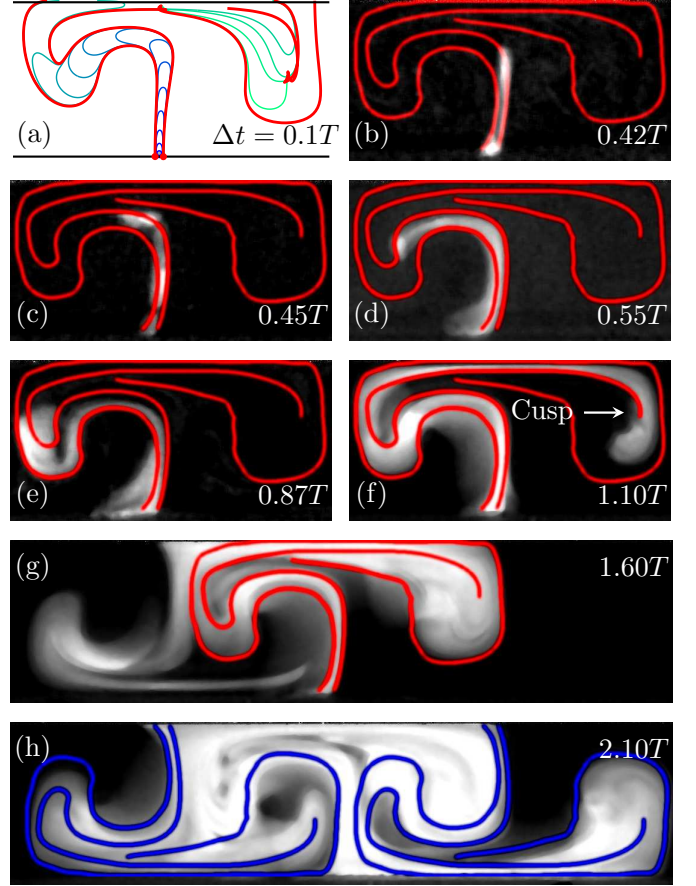 (a)
Δt = 0.1T
(b)
0.42T
(c)
0.45T
(d)
0.55T
(e)
0.87T
Cusp
(f)
1.10T
(g)
1.60T
(h)
2.10T